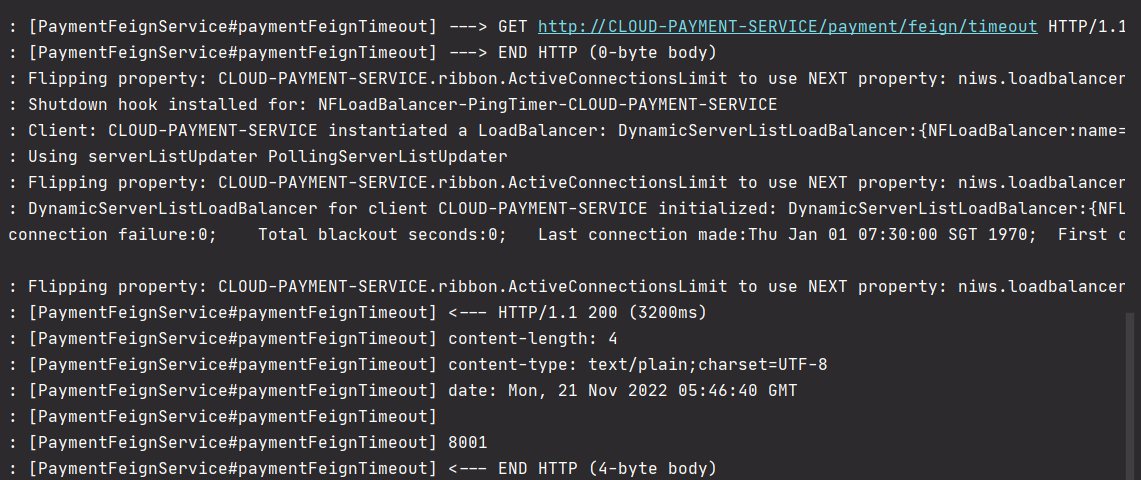 : [PaymentFeignService#paymentFeignTimeout] ---> GET http://CLOUD-PAYMENT-SERVICE/payment/feign/timeout HTTP/1.1
: [PaymentFeignService#paymentFeignTimeout] ---> END HTTP (0-byte body)
: Flipping property: CLOUD-PAYMENT-SERVICE.ribbon.ActiveConnectionsLimit to use NEXT property: niws.loadbalancer
: Shutdown hook installed for: NFLoadBalancer-PingTimer-CLOUD-PAYMENT-SERVICE
: Client: CLOUD-PAYMENT-SERVICE instantiated a LoadBalancer: DynamicServerListLoadBalancer:{NFLoadBalancer:name=
: Using serverListUpdater PollingServerListUpdater
: Flipping property: CLOUD-PAYMENT-SERVICE.ribbon.ActiveConnectionsLimit to use NEXT property: niws.loadbalancer
: DynamicServerListLoadBalancer for client CLOUD-PAYMENT-SERVICE initialized: DynamicServerListLoadBalancer:{NFL
connection failure:0;    Total blackout seconds:0;   Last connection made:Thu Jan 01 07:30:00 SGT 1970;  First c
: Flipping property: CLOUD-PAYMENT-SERVICE.ribbon.ActiveConnectionsLimit to use NEXT property: niws.loadbalancer
: [PaymentFeignService#paymentFeignTimeout] <--- HTTP/1.1 200 (3200ms)
: [PaymentFeignService#paymentFeignTimeout] content-length: 4
: [PaymentFeignService#paymentFeignTimeout] content-type: text/plain;charset=UTF-8
: [PaymentFeignService#paymentFeignTimeout] date: Mon, 21 Nov 2022 05:46:40 GMT
: [PaymentFeignService#paymentFeignTimeout]
: [PaymentFeignService#paymentFeignTimeout] 8001
: [PaymentFeignService#paymentFeignTimeout] <--- END HTTP (4-byte body)